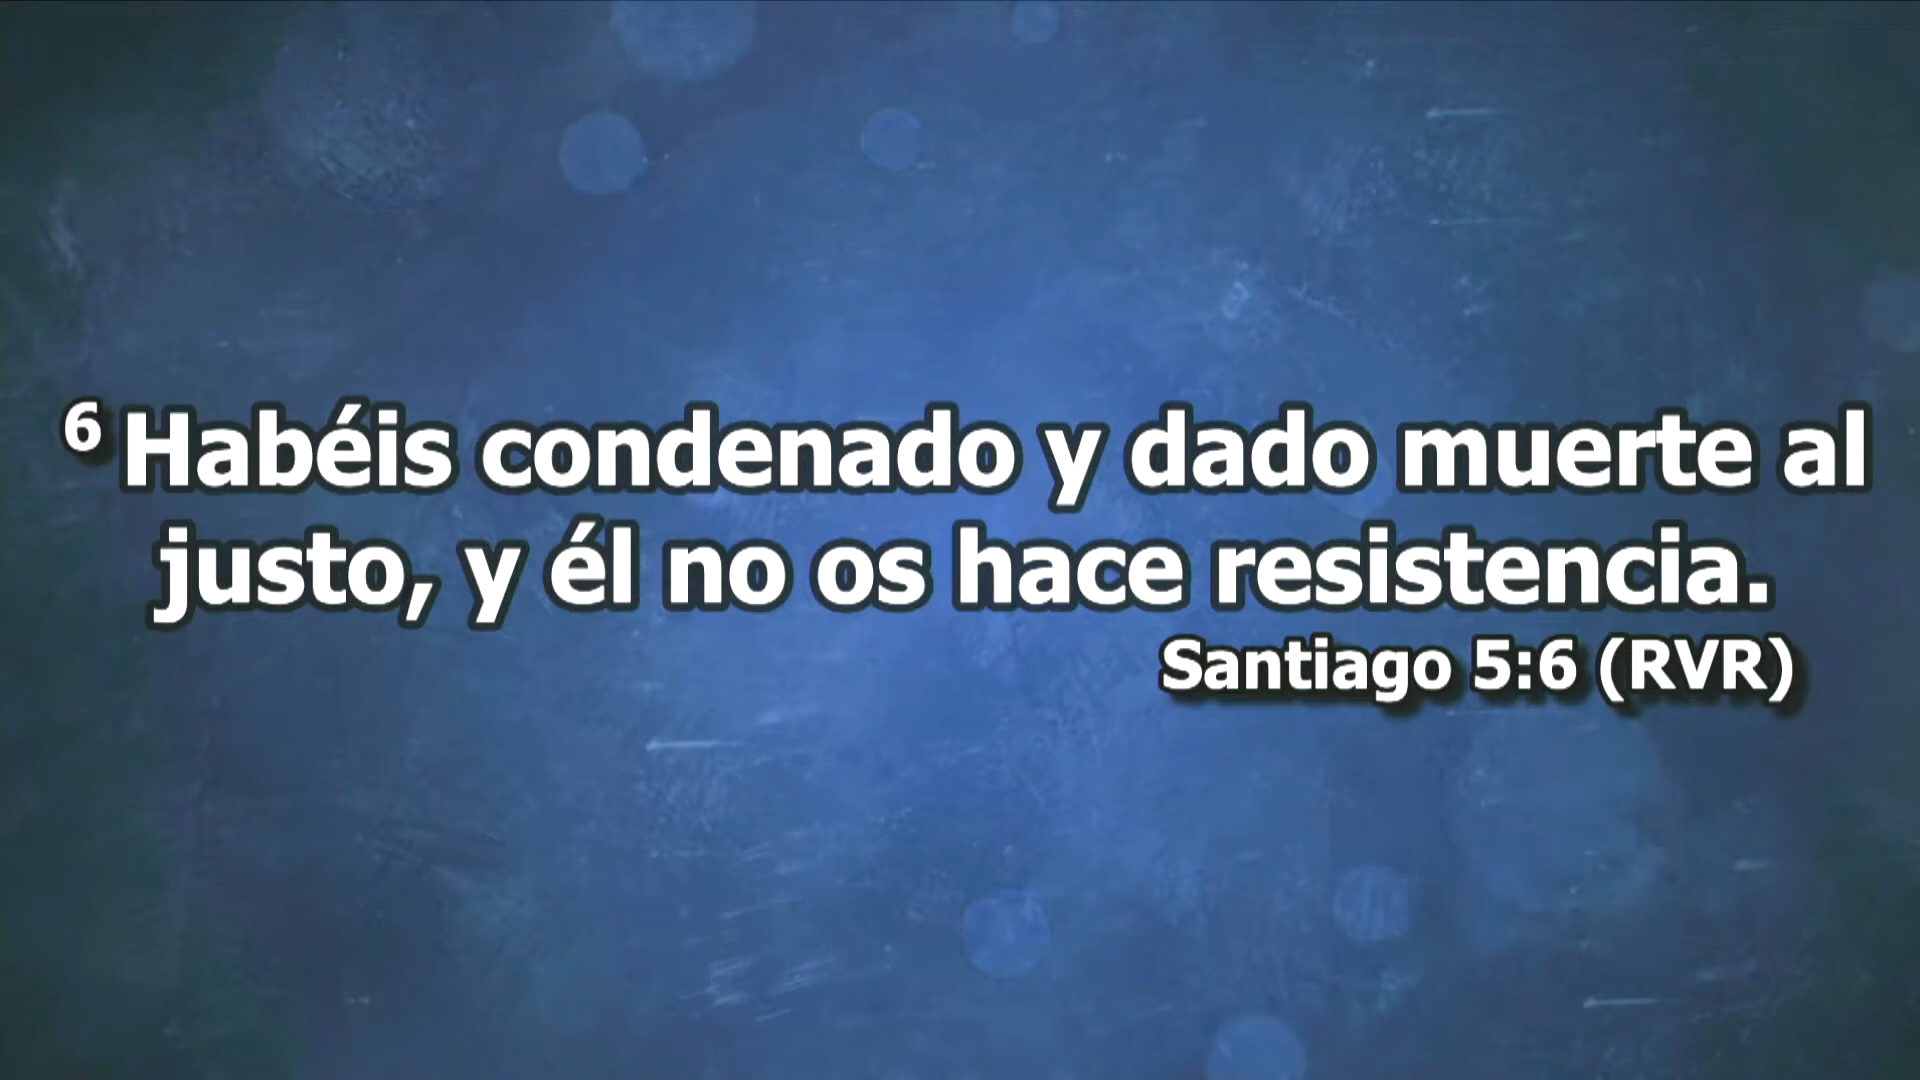 6 Habéis condenado y dado muerte al
justo, y él no os hace resistencia.
Santiago 5:6 (RVR)